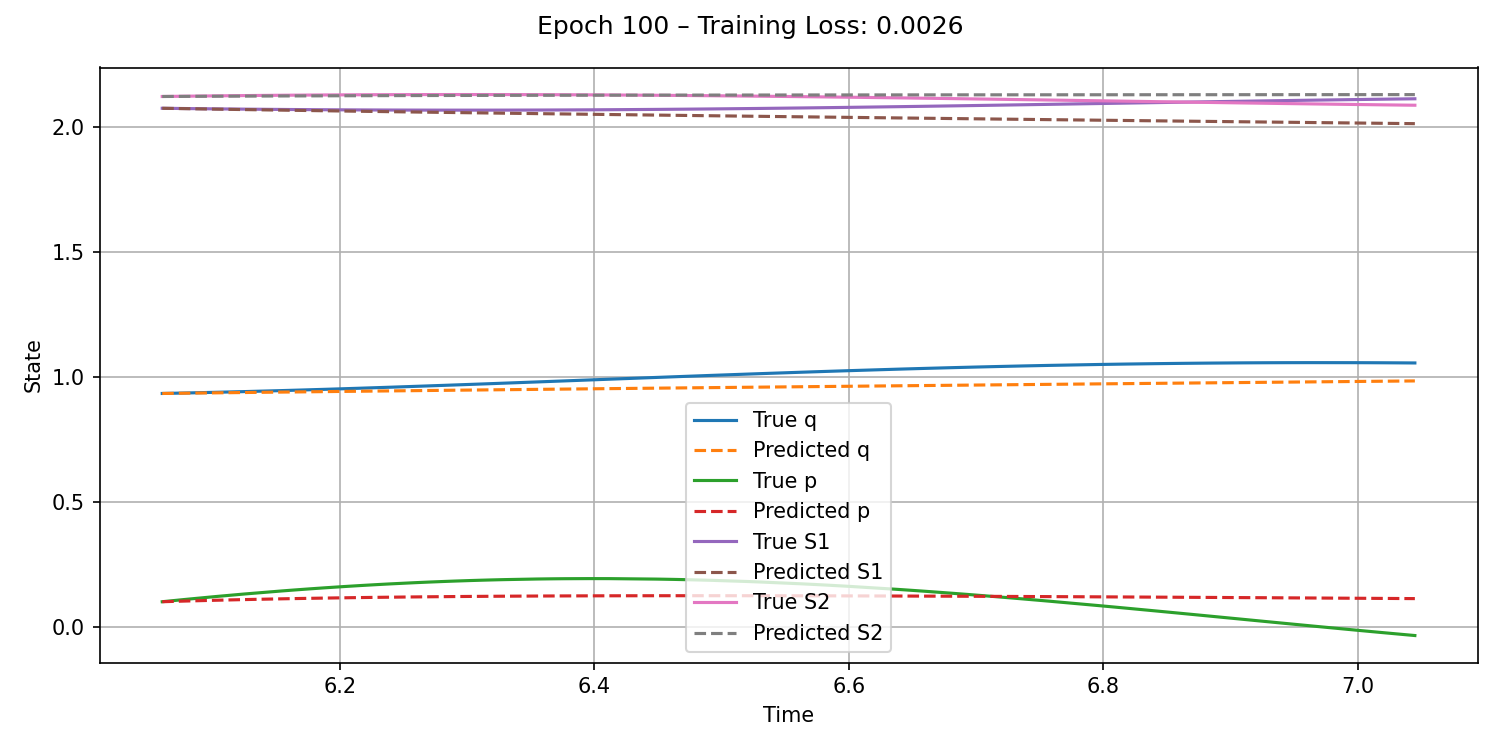 Epoch 100 – Training Loss: 0.0026
State
2.0
1.5
1.0
0.5
0.0
True q
Predicted q
True p
Predicted p
True S1
Predicted S1
True S2
Predicted S2
6.2 6.4 6.6 6.8 7.0
Time